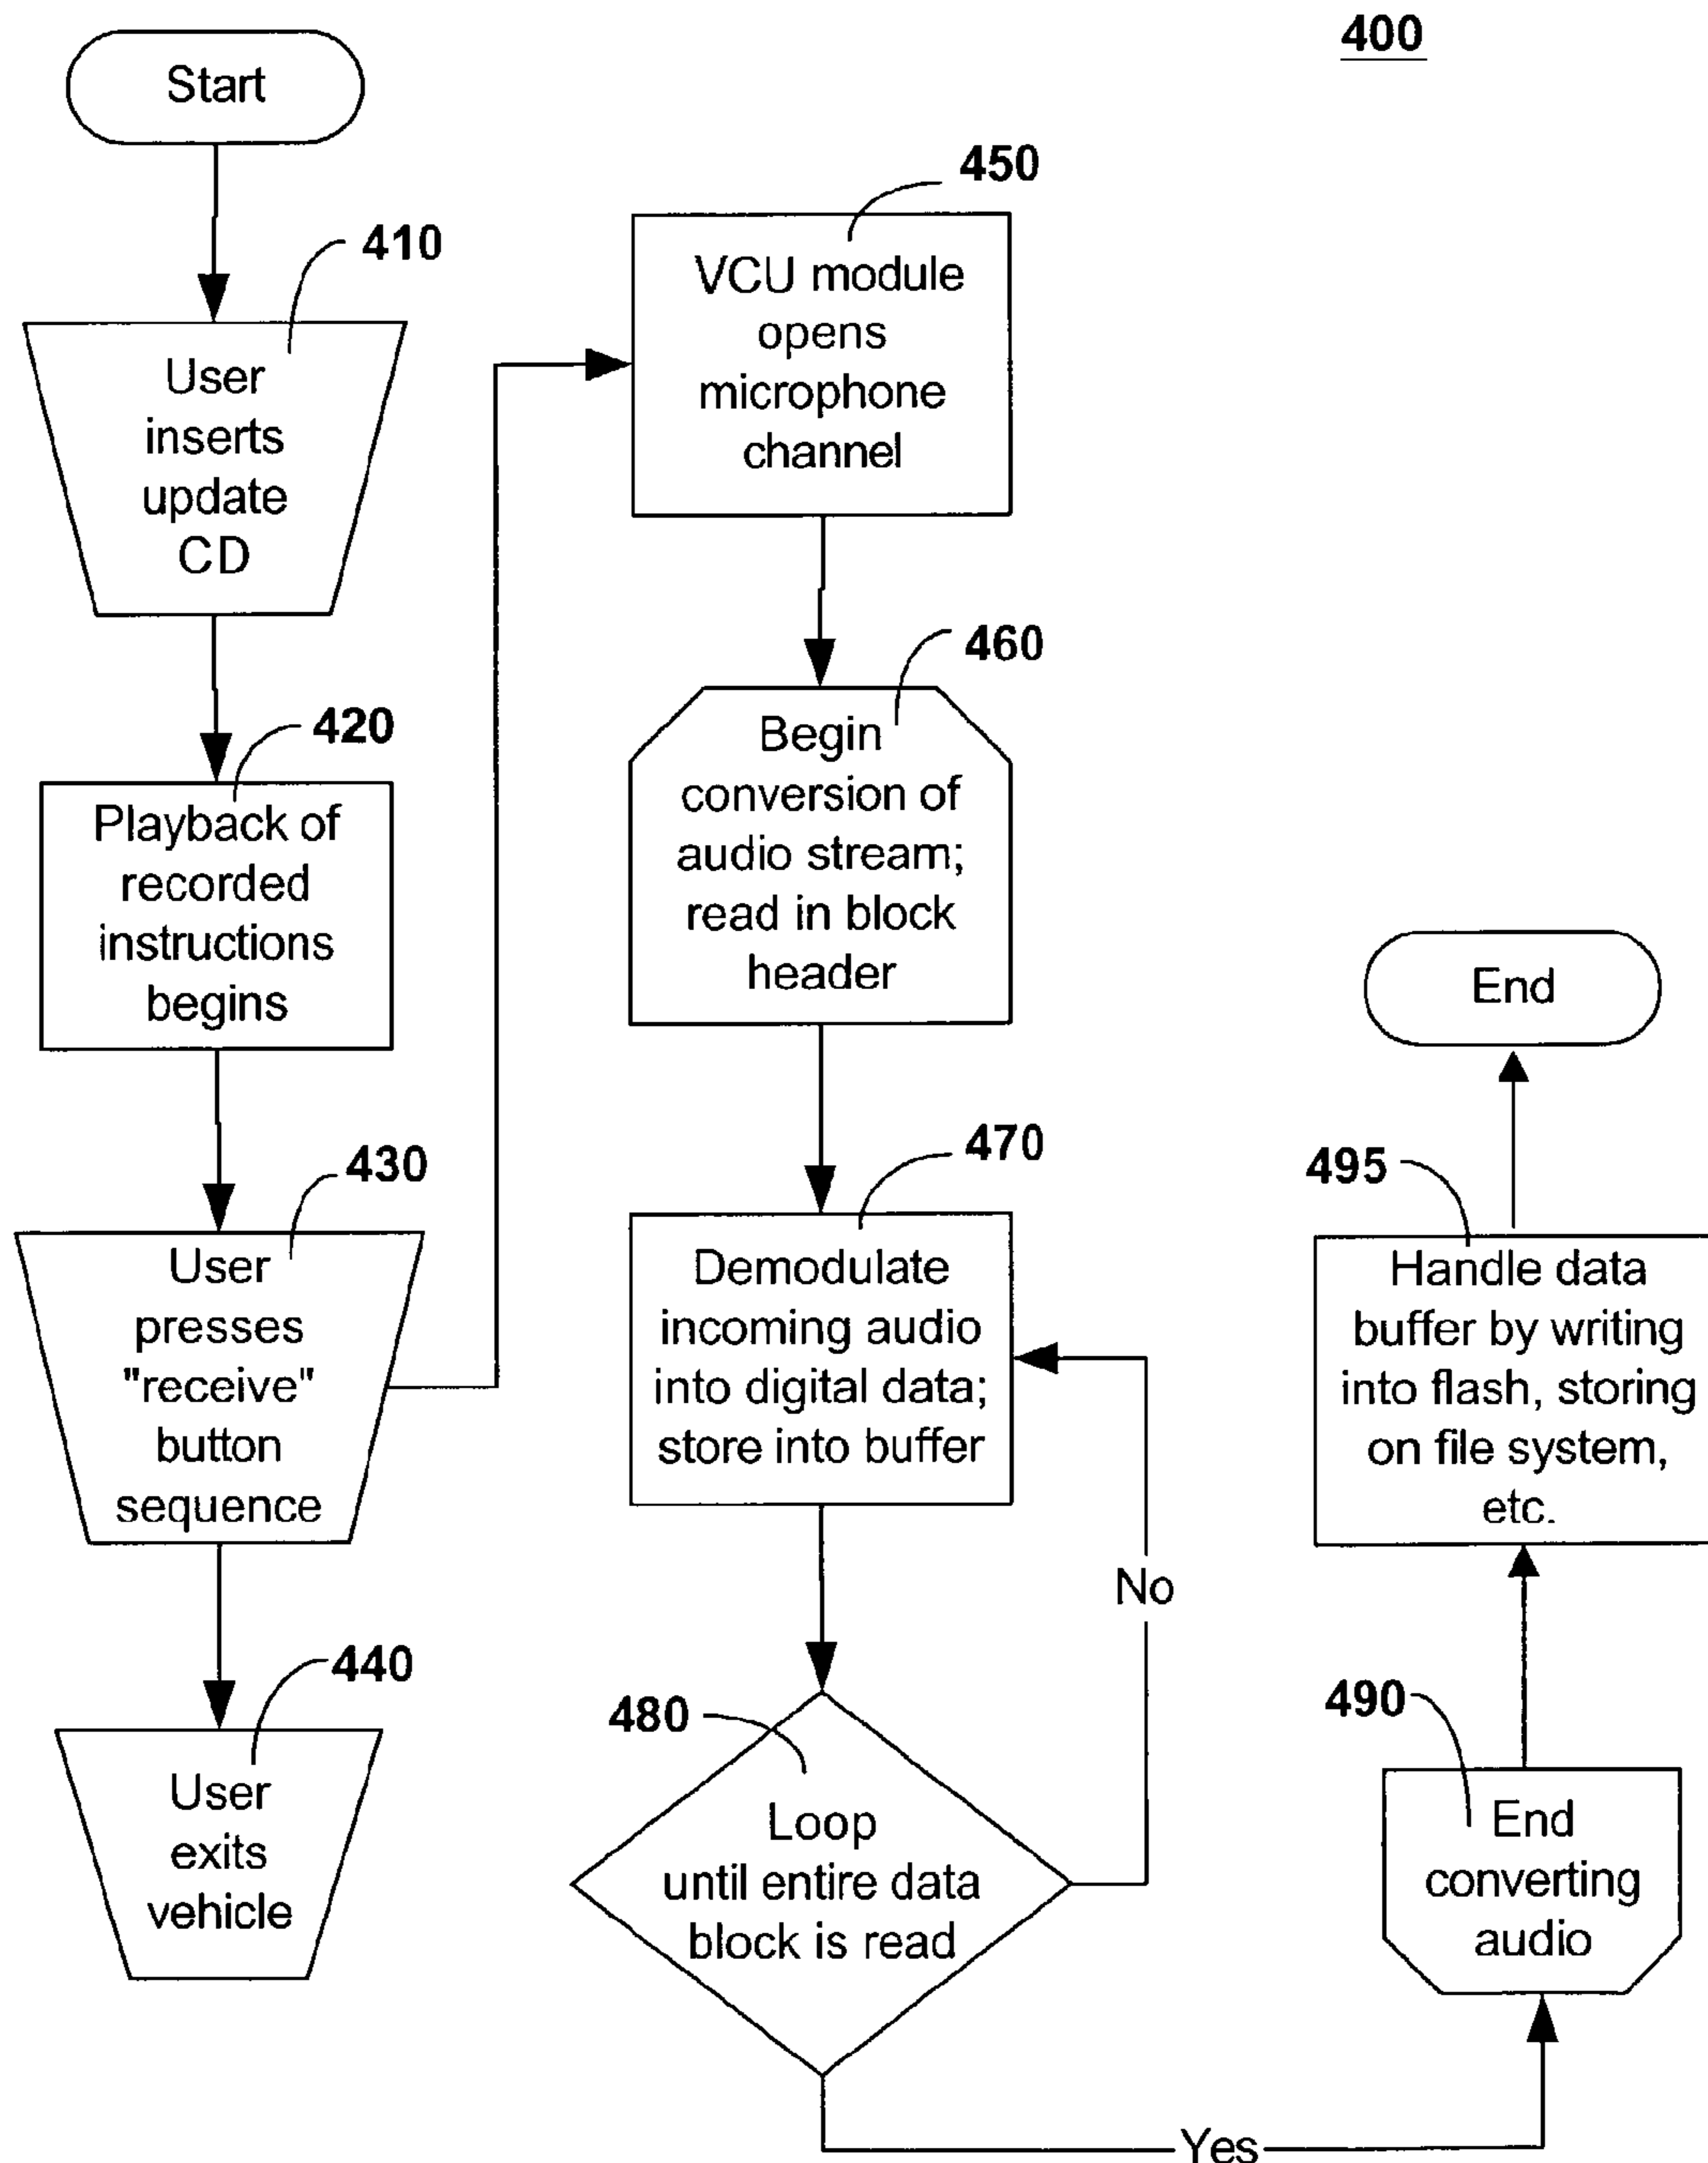 400
Start
410
User
inserts
update
CD
420
Playback of
recorded
instructions
begins
430
User
presses
"receive"
button
sequence
440
User
exits
vehicle
450
VCU module
opens
microphone
channel
460
Begin
conversion of
audio stream;
read in block
header
470
Demodulate
incoming audio
into digital data;
store into buffer
480
Loop
until entire data
block is read
No
Yes
490
End
converting
audio
495
Handle data
buffer by writing
into flash, storing
on file system,
etc.
End